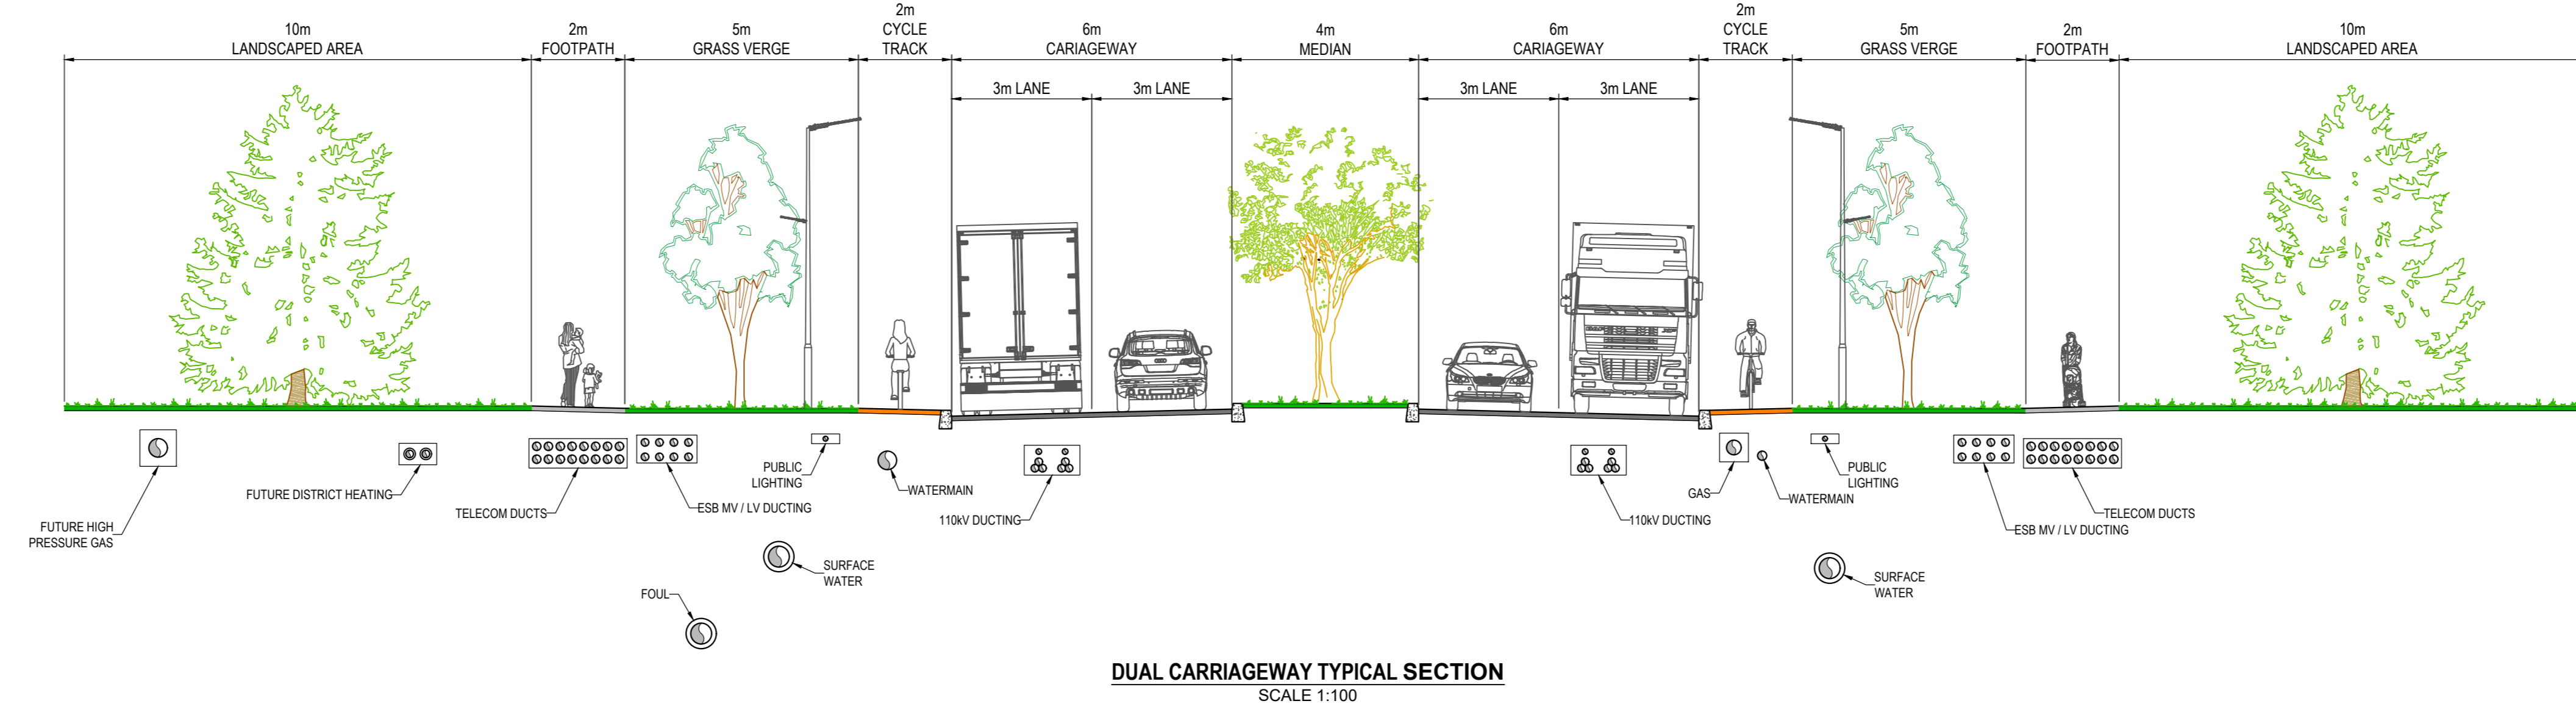 10m
LANDSCAPED AREA
2m
FOOTPATH
5m
GRASS VERGE
2m
CYCLE
TRACK
6m
CARIAGEWAY
4m
MEDIAN
6m
CARIAGEWAY
2m
CYCLE
TRACK
5m
GRASS VERGE
2m
FOOTPATH
10m
LANDSCAPED AREA
3m LANE
3m LANE
3m LANE
3m LANE
FUTURE HIGH
PRESSURE GAS
FUTURE DISTRICT HEATING
TELECOM DUCTS
ESB MV / LV DUCTING
PUBLIC
LIGHTING
WATERMAIN
110kV DUCTING
SURFACE
WATER
FOUL
110kV DUCTING
GAS
WATERMAIN
PUBLIC
LIGHTING
ESB MV / LV DUCTING
TELECOM DUCTS
SURFACE
WATER
DUAL CARRIAGEWAY TYPICAL SECTION
SCALE 1:100